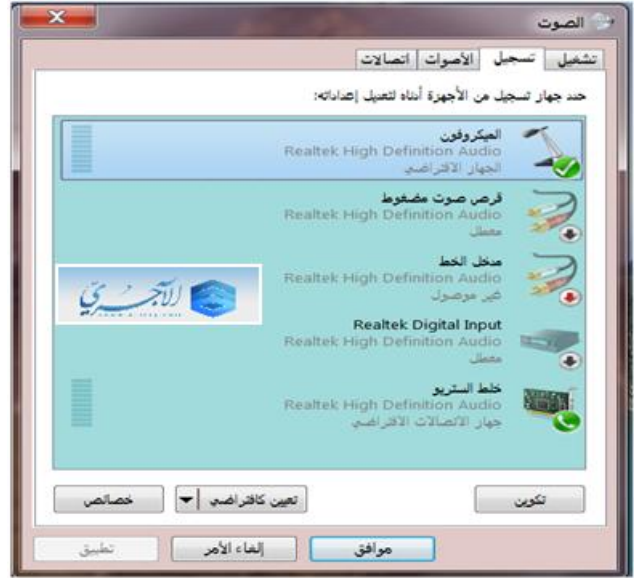 الصوت
تشغيل تسجيل الأصوات اتصالات
حدد جهاز تسجيل من الأجهزة أدناه لتعديل إعداداته:
الميكروفون
Realtek High Definition Audio
الجهاز الافتراضي
قرص صوت مضغوط
Realtek High Definition Audio
معطل
مدخل الخط
Realtek High Definition Audio
غير موصول
الآجري
Realtek Digital Input
Realtek High Definition Audio
معطل
خلط الستريو
Realtek High Definition Audio
جهاز الاتصالات الافتراضي
تكوين تعيين كافتراضي خصائص
موافق إلغاء الأمر تطبيق